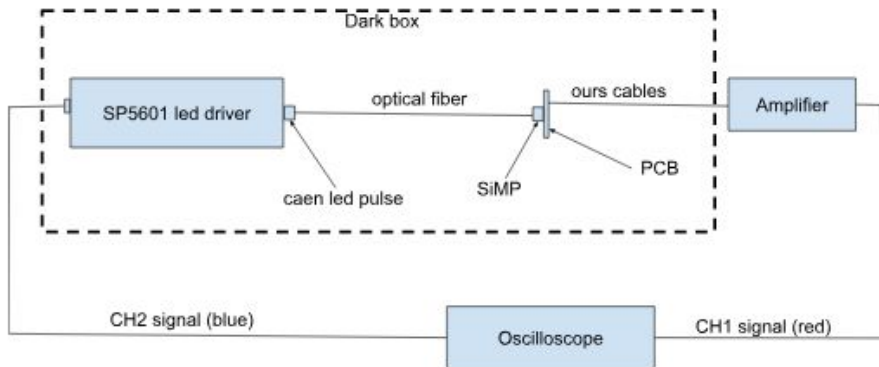 Dark box
SP5601 led driver
optical fiber
ours cables
Amplifier
caen led pulse
SiMP
PCB
CH2 signal (blue)
Oscilloscope
CH1 signal (red)